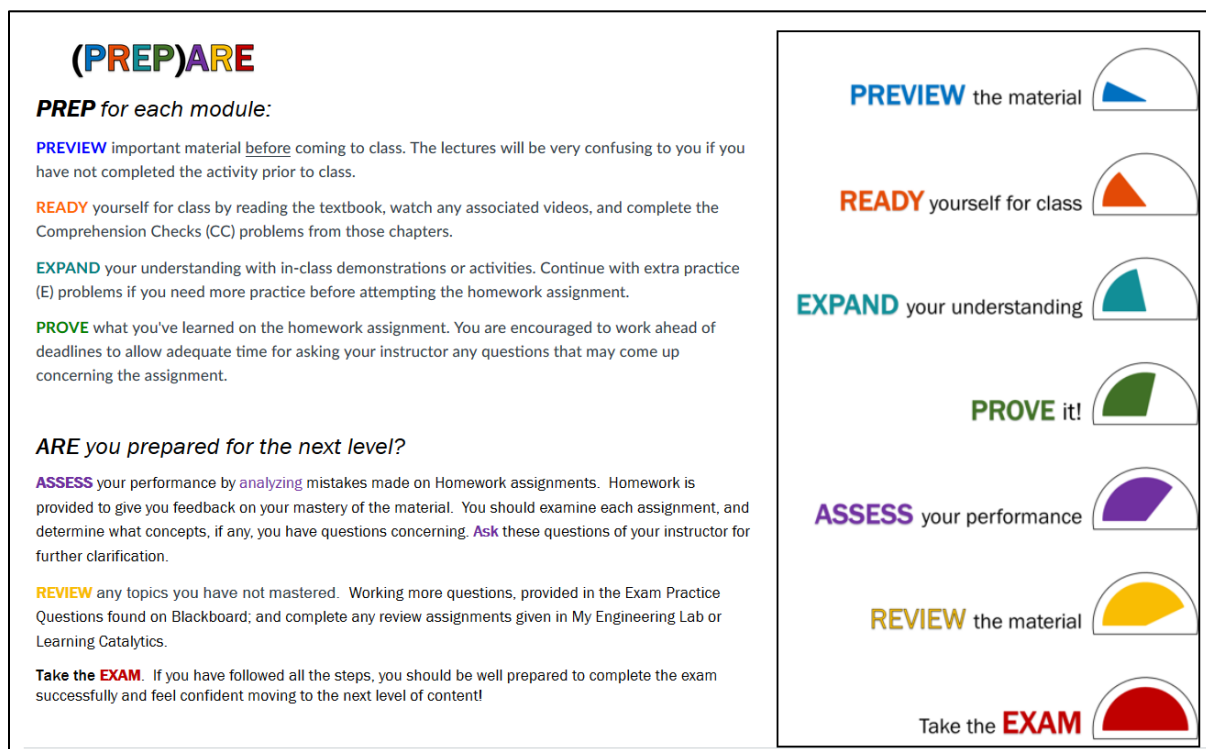 (PREP)ARE
PREP for each module:
PREVIEW important material before coming to class. The lectures will be very confusing to you if you
have not completed the activity prior to class.
READY yourself for class by reading the textbook, watch any associated videos, and complete the
Comprehension Checks (CC) problems from those chapters.
EXPAND your understanding with in-class demonstrations or activities. Continue with extra practice
(E) problems if you need more practice before attempting the homework assignment.
PROVE what you've learned on the homework assignment. You are encouraged to work ahead of
deadlines to allow adequate time for asking your instructor any questions that may come up
concerning the assignment.
ARE you prepared for the next level?
ASSESS your performance by analyzing mistakes made on Homework assignments. Homework is
provided to give you feedback on your mastery of the material. You should examine each assignment, and
determine what concepts, if any, you have questions concerning. Ask these questions of your instructor for
further clarification.
REVIEW any topics you have not mastered. Working more questions, provided in the Exam Practice
Questions found on Blackboard; and complete any review assignments given in My Engineering Lab or
Learning Catalytics.
Take the EXAM. If you have followed all the steps, you should be well prepared to complete the exam
successfully and feel confident moving to the next level of content!
PREVIEW the material
READY yourself for class
EXPAND your understanding
PROVE it!
ASSESS your performance
REVIEW the material
Take the EXAM